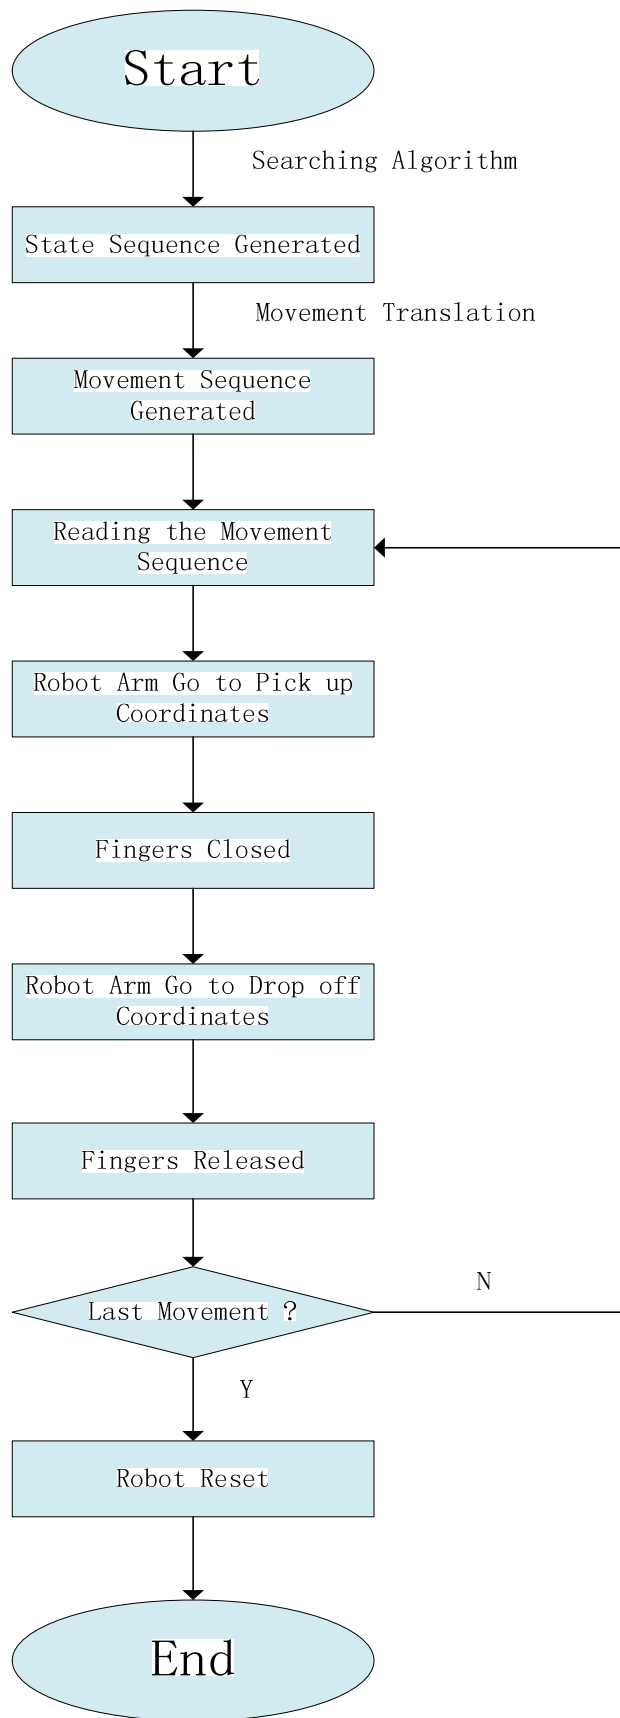 Start
Searching Algorithm
State Sequence Generated
Movement Translation
Movement Sequence
Generated
Reading the Movement
Sequence
Robot Arm Go to Pick up
Coordinates
Fingers Closed
Robot Arm Go to Drop off
Coordinates
Fingers Released
N
Last Movement ?
Y
Robot Reset
End